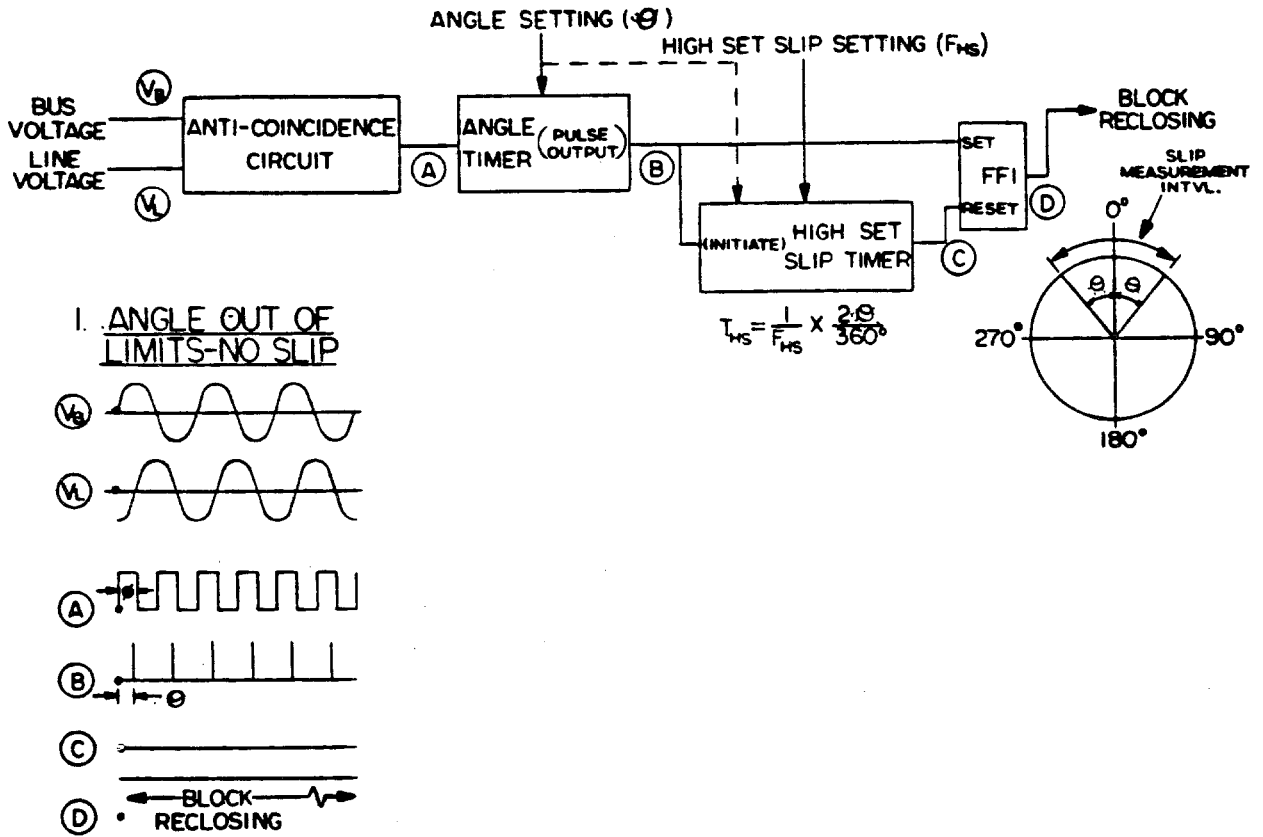 ANGLE SETTING (θ)
HIGH SET SLIP SETTING (FHS)
VB
BUS VOLTAGE
LINE VOLTAGE
VL
ANTI-COINCIDENCE
CIRCUIT
A
ANGLE TIMER (PULSE OUTPUT)
B
SET
FF1
RESET
D
BLOCK
RECLOSING
(INITIATE) HIGH SET
SLIP TIMER
C
THS = 1/FHS X 2θ/360°
SLIP
MEASUREMENT
INTVL.
0°
θ θ
270°
90°
180°
1. ANGLE OUT OF
LIMITS-NO SLIP
VB
VL
ø
A
B
θ
C
BLOCK
D
RECLOSING